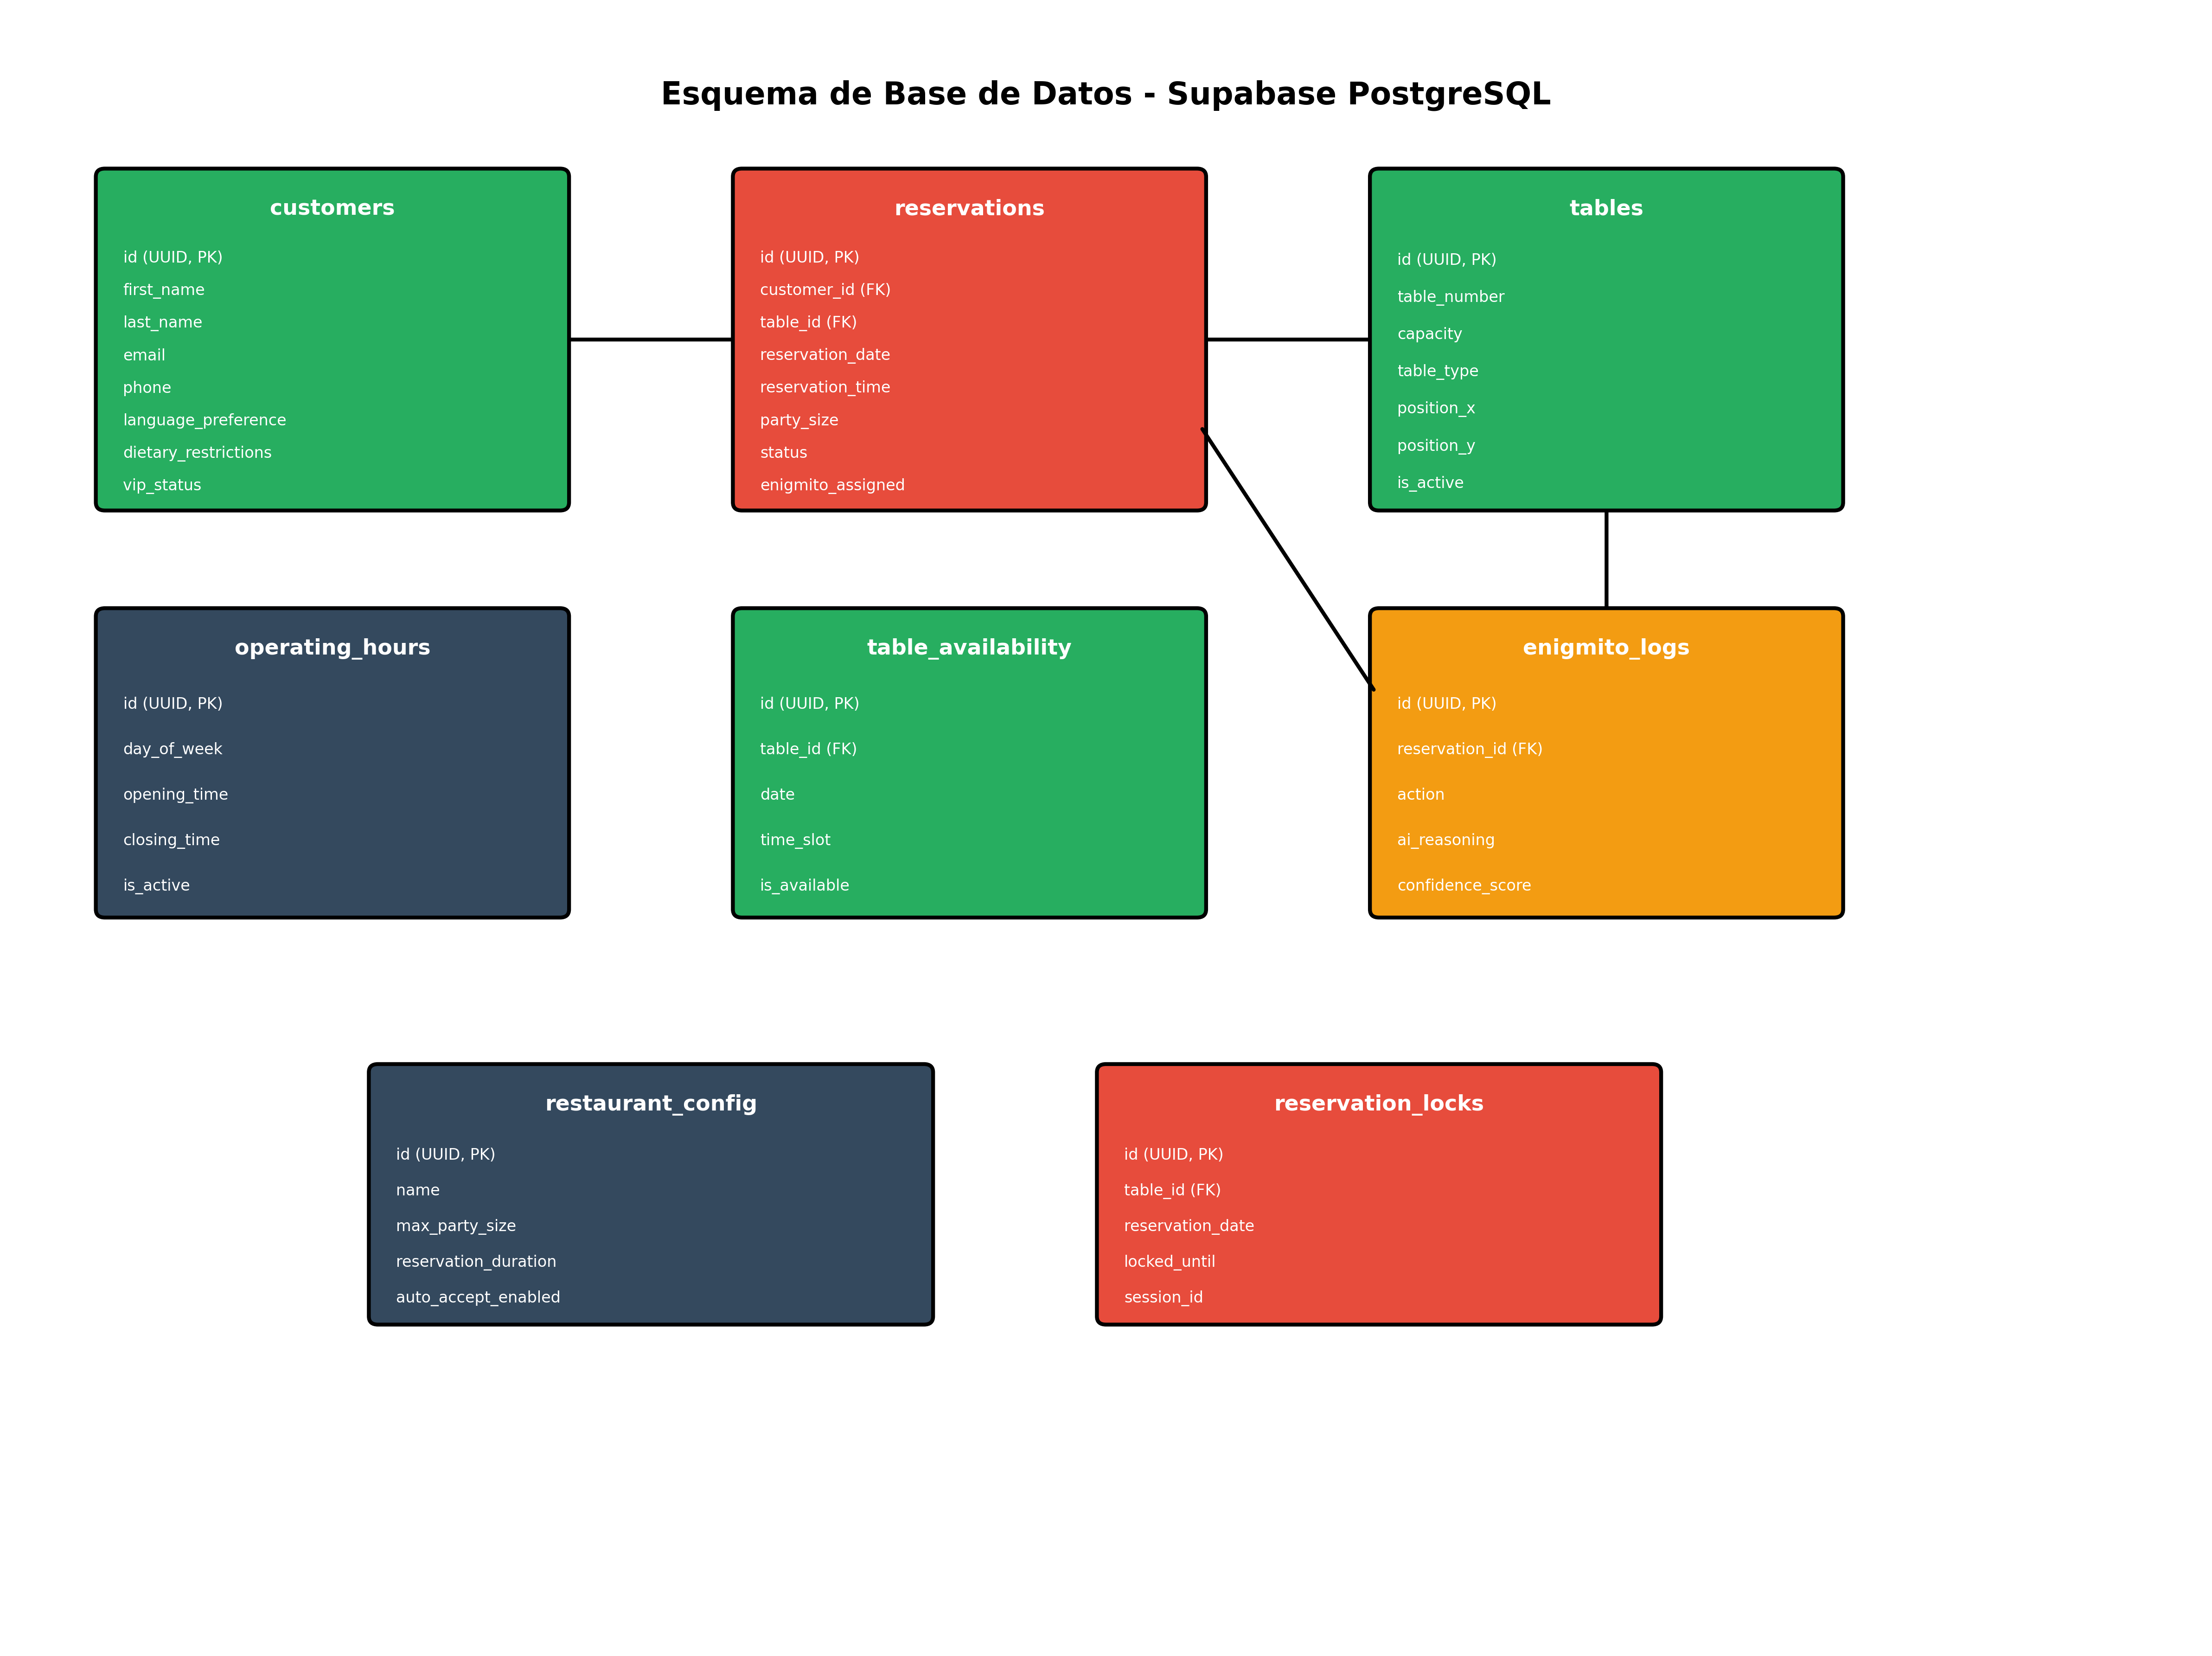 Esquema de Base de Datos - Supabase PostgreSQL
customers
id (UUID, PK)
first_name
last_name
email
phone
language_preference
dietary_restrictions
vip_status
reservations
id (UUID, PK)
customer_id (FK)
table_id (FK)
reservation_date
reservation_time
party_size
status
enigmito_assigned
tables
id (UUID, PK)
table_number
capacity
table_type
position_x
position_y
is_active
operating_hours
id (UUID, PK)
day_of_week
opening_time
closing_time
is_active
table_availability
id (UUID, PK)
table_id (FK)
date
time_slot
is_available
enigmito_logs
id (UUID, PK)
reservation_id (FK)
action
ai_reasoning
confidence_score
restaurant_config
id (UUID, PK)
name
max_party_size
reservation_duration
auto_accept_enabled
reservation_locks
id (UUID, PK)
table_id (FK)
reservation_date
locked_until
session_id